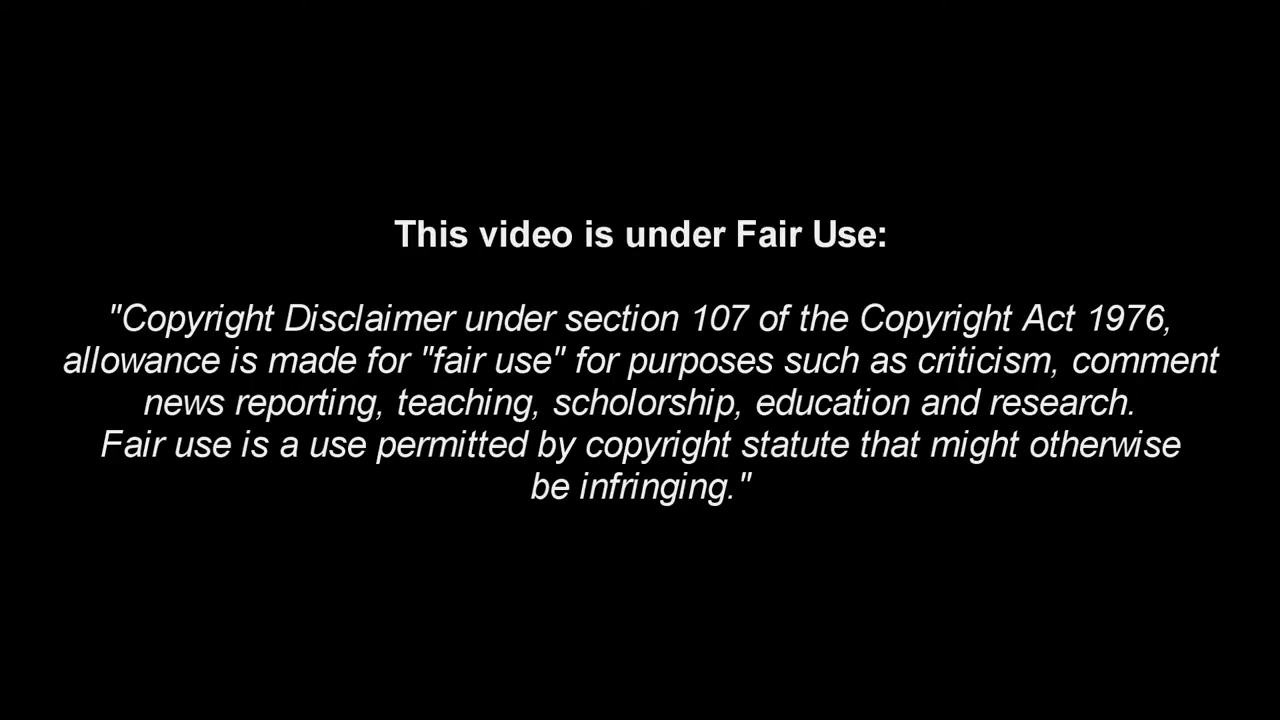 This video is under Fair Use:
"Copyright Disclaimer under section 107 of the Copyright Act 1976,
allowance is made for "fair use" for purposes such as criticism, comment
news reporting, teaching, scholorship, education and research.
Fair use is a use permitted by copyright statute that might otherwise
be infringing."